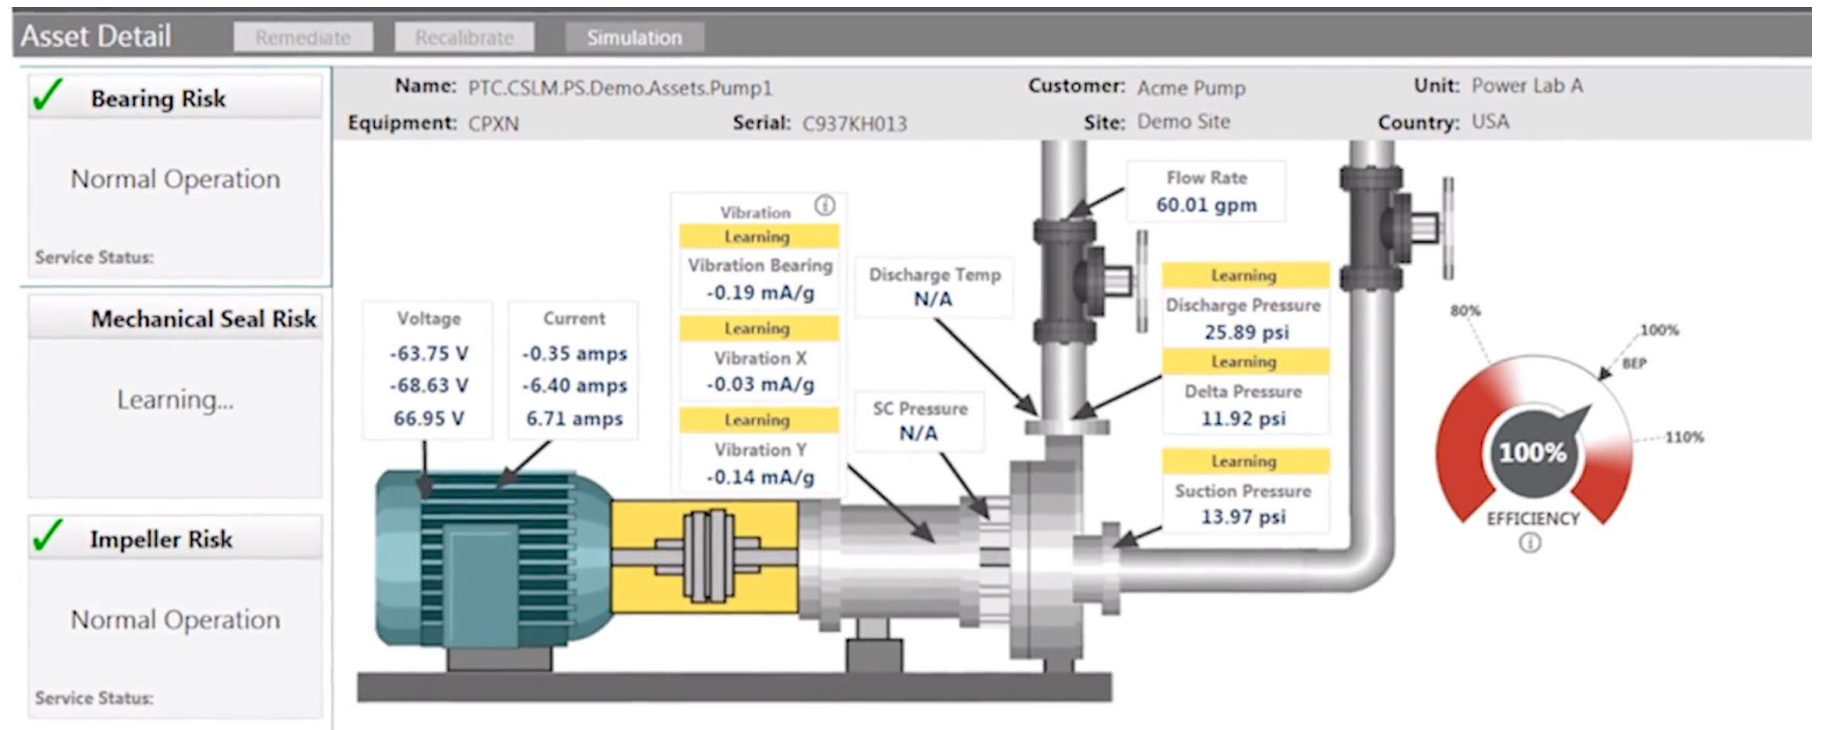 Asset Detail
Remediate
Recalibrate
Simulation
Bearing Risk
Normal Operation
Service Status:
Mechanical Seal Risk
Learning...
Impeller Risk
Normal Operation
Service Status:
Name: PTC.CSLM.PS.Demo.Assets.Pump1
Customer: Acme Pump
Unit: Power Lab A
Equipment: CPXN
Serial: C937KH013
Site: Demo Site
Country: USA
Voltage
-63.75 V
-68.63 V
66.95 V
Current
-0.35 amps
-6.40 amps
6.71 amps
Vibration
Learning
Vibration Bearing
-0.19 mA/g
Learning
Vibration X
-0.03 mA/g
Learning
Vibration Y
-0.14 mA/g
Discharge Temp
N/A
SC Pressure
N/A
Flow Rate
60.01 gpm
Learning
Discharge Pressure
25.89 psi
Learning
Delta Pressure
11.92 psi
Learning
Suction Pressure
13.97 psi
80%
100%
BEP
110%
100%
EFFICIENCY